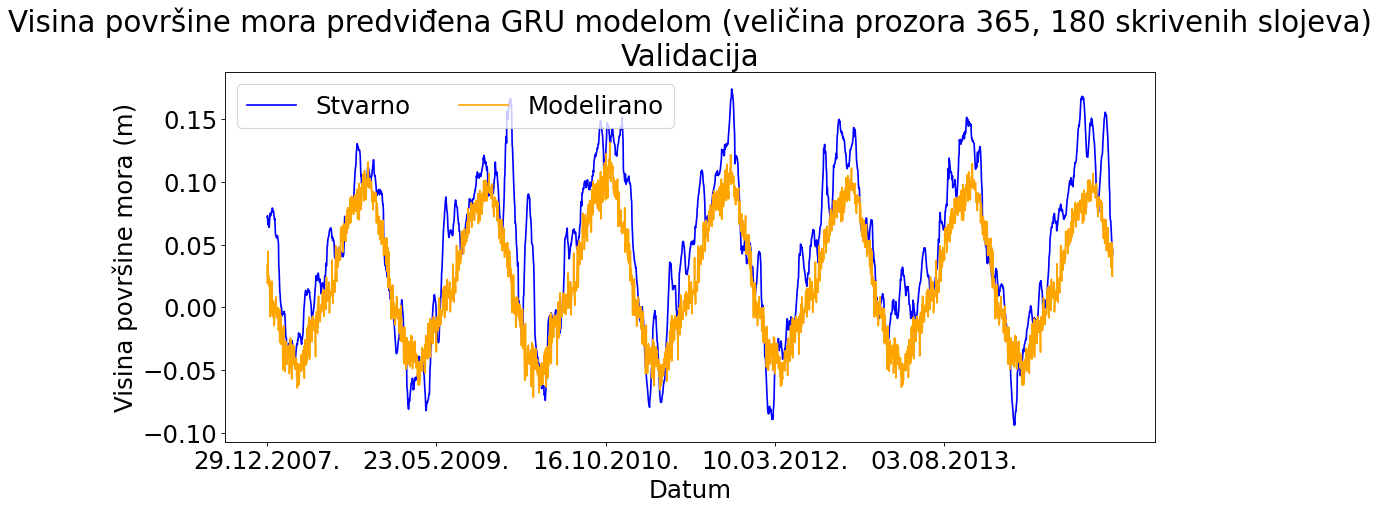 Visina površine mora predviđena GRU modelom (veličina prozora 365, 180 skrivenih slojeva)
Validacija
Stvarno
Modelirano
Visina površine mora (m)
0.15
0.10
0.05
0.00
−0.05
−0.10
29.12.2007.
23.05.2009.
16.10.2010.
10.03.2012.
03.08.2013.
Datum